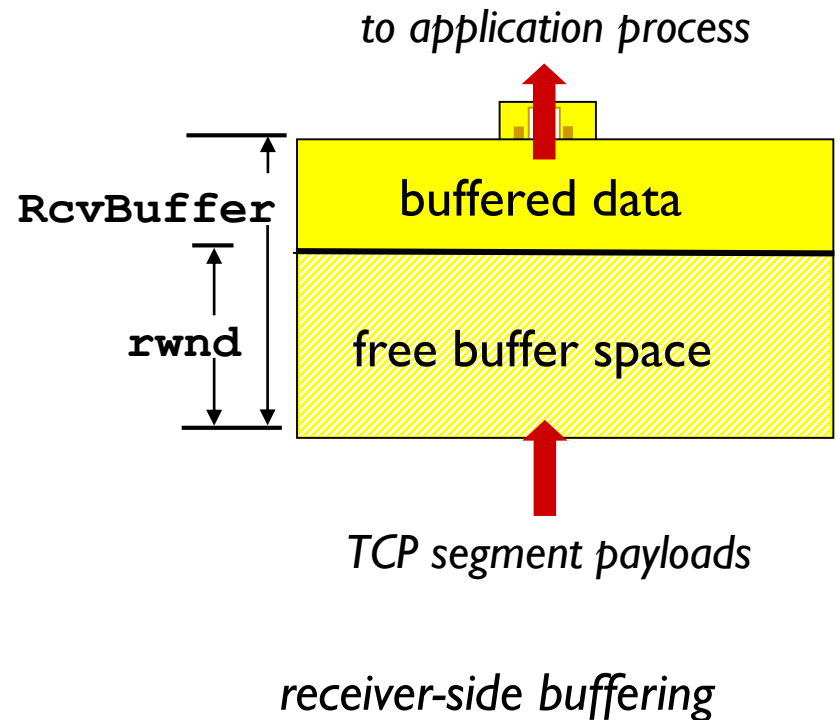 to application process
buffered data
RcvBuffer
rwnd
free buffer space
TCP segment payloads
receiver-side buffering